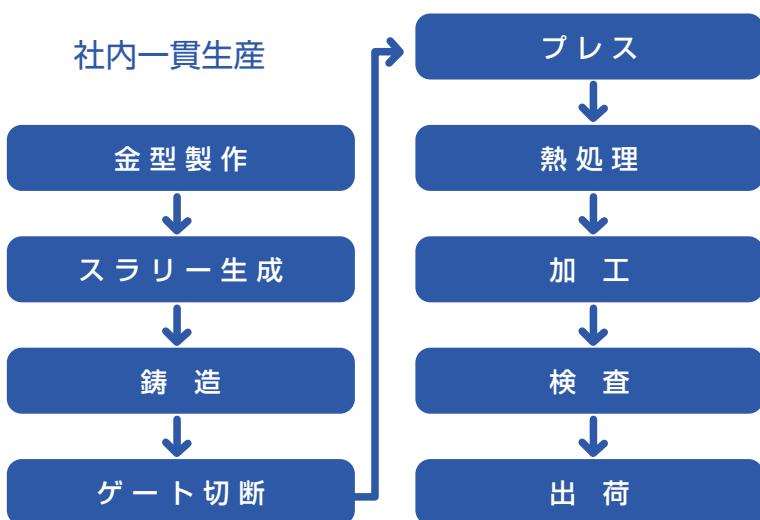 社内一貫生産
金型製作
スラリー生成
鋳造
ゲート切断
プレス
熱処理
加工
検査
出荷